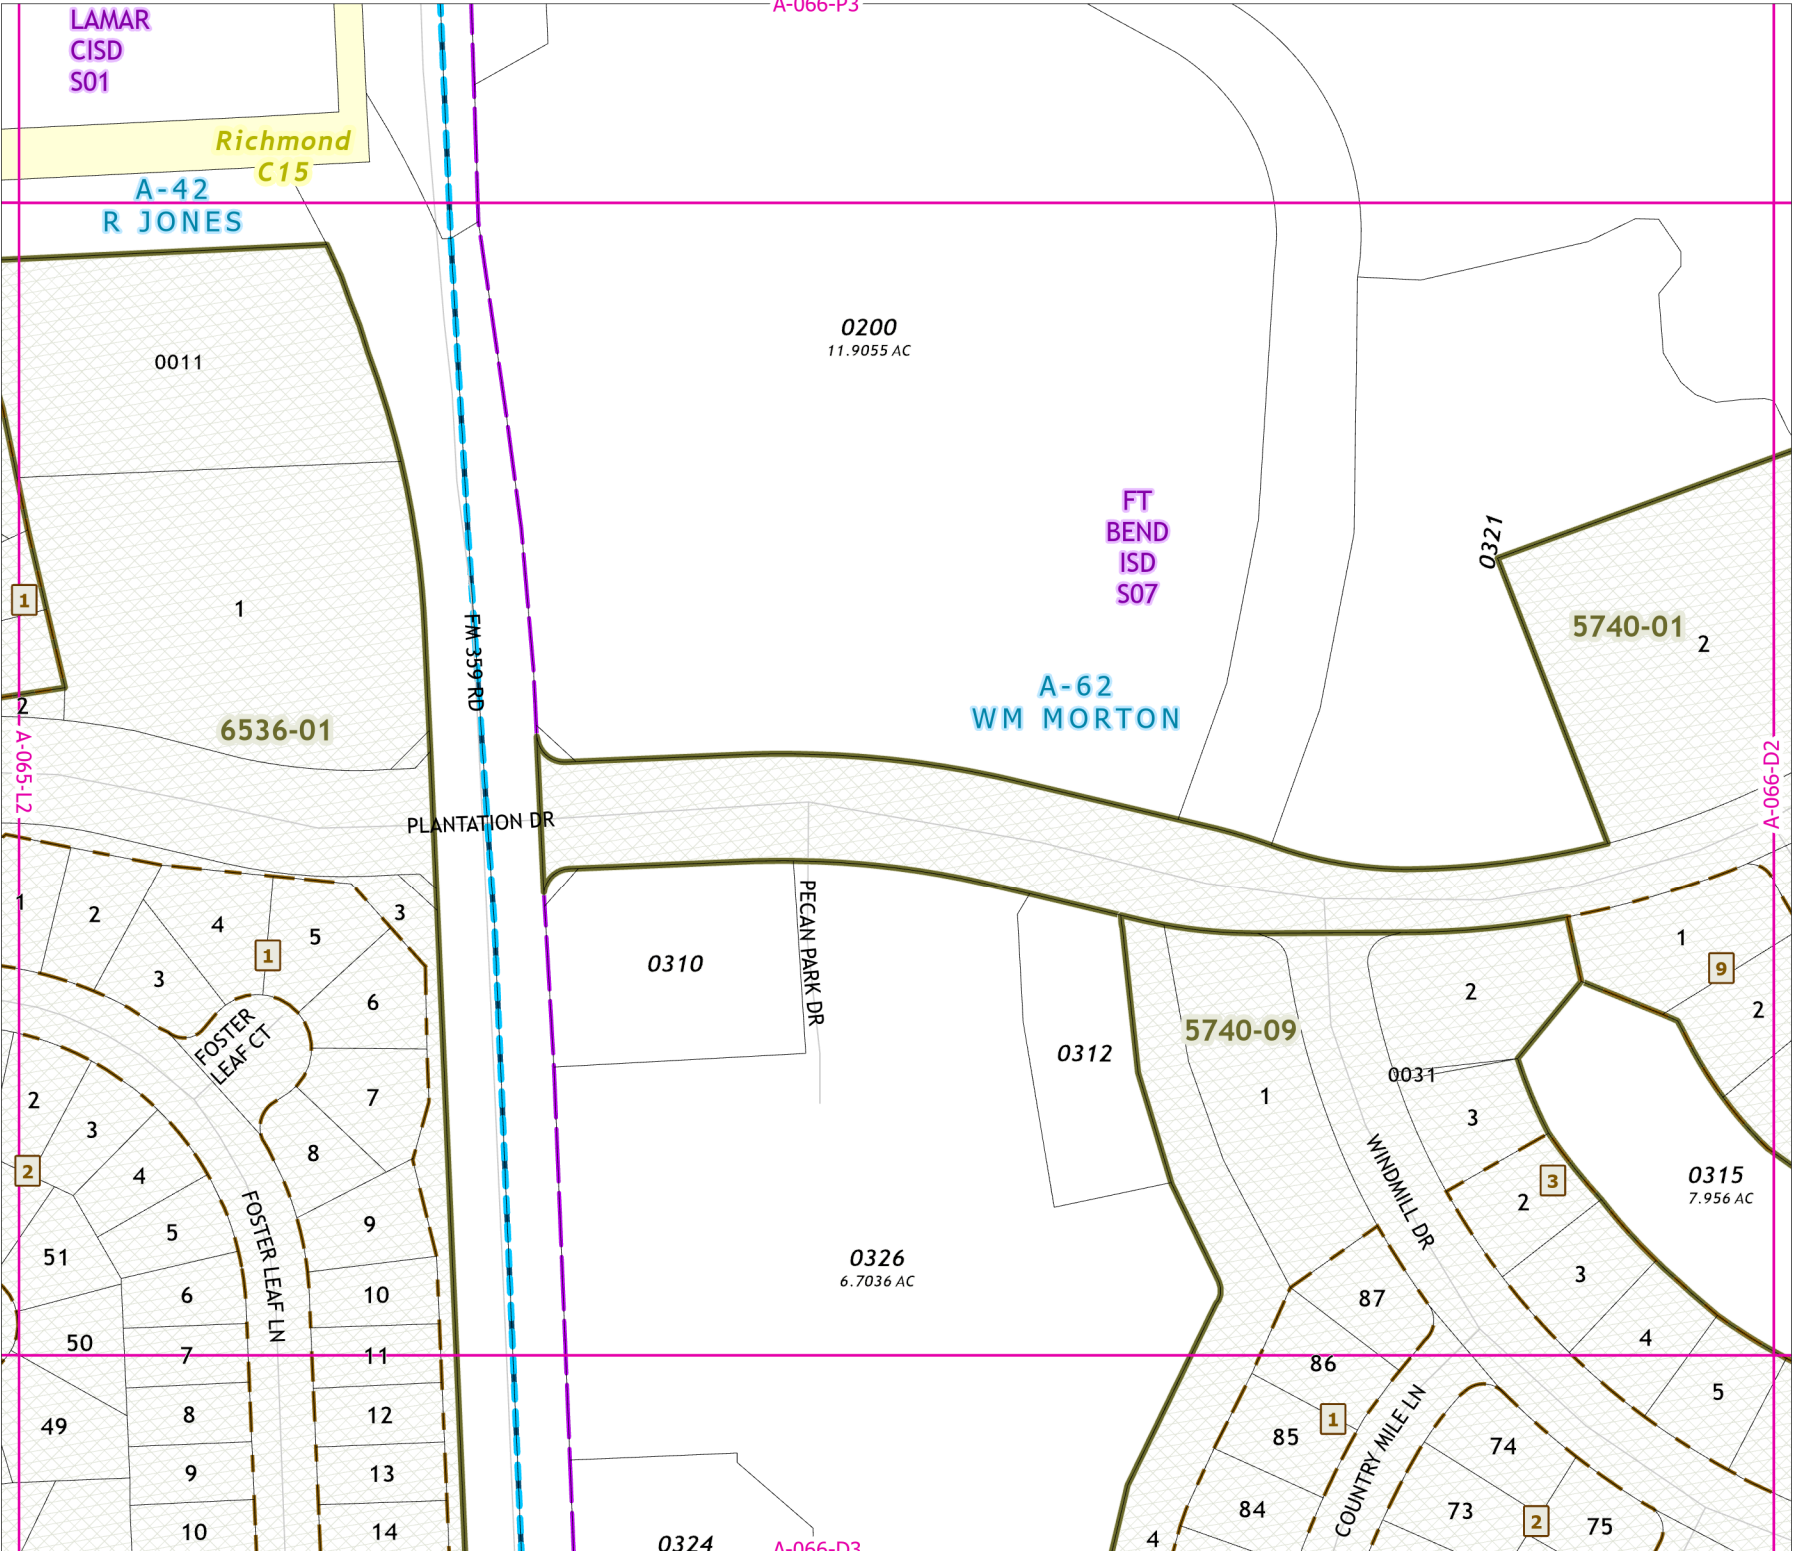 A-066-P3
LAMAR
CISD
S01
Richmond
C15
A-42
R JONES
0011
0200
11.9055 AC
FT
BEND
ISD
S07
0321
5740-01
2
1
1
FM 359 RD
A-62
WM MORTON
2
6536-01
A-065-L2
A-066-D2
PLANTATION DR
1
2
4
5
3
1
3
6
FOSTER
LEAF CT
0310
PECAN PARK DR
0312
5740-09
2
1
9
2
0031
1
3
2
3
7
4
8
2
5
9
51
FOSTER LEAF LN
0326
6.7036 AC
WINDMILL DR
3
2
0315
7.956 AC
3
6
10
87
50
7
11
86
4
5
8
12
49
85
1
COUNTRY MILE LN
74
9
13
84
73
2
75
10
14
0324
A-066-D3
4